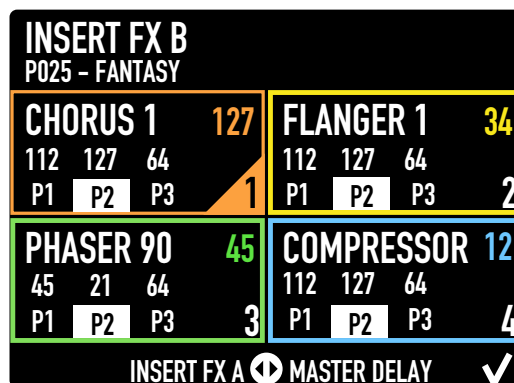 INSERT FX B
P025 - FANTASY
CHORUS 1 127
112 127 64
P1 P2 P3 1
FLANGER 1 34
112 127 64
P1 P2 P3 2
PHASER 90 45
45 21 64
P1 P2 P3 3
COMPRESSOR 12
112 127 64
P1 P2 P3 4
INSERT FX A MASTER DELAY